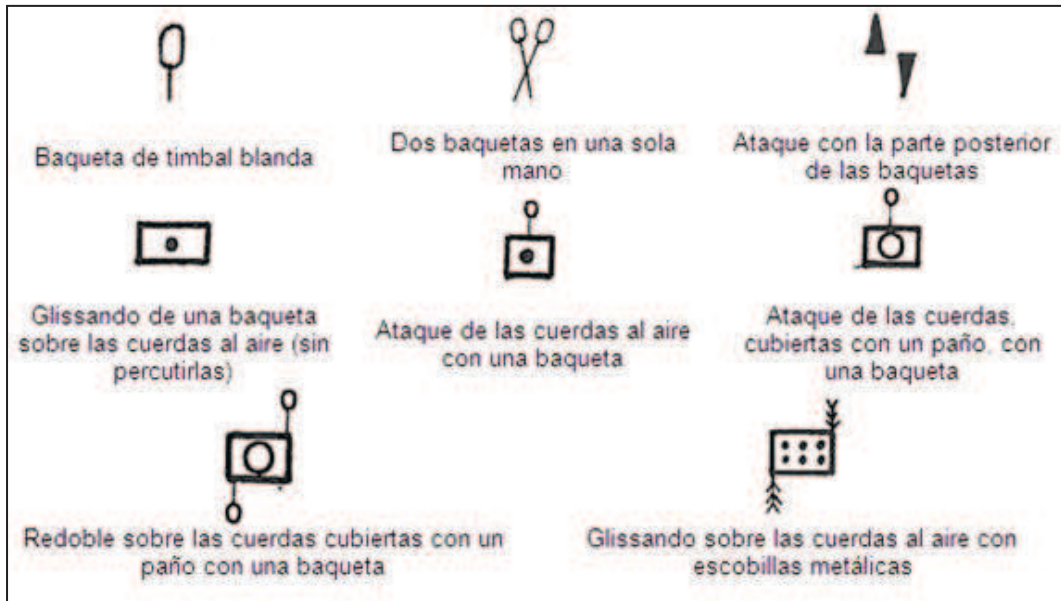 Baqueta de timbal blanda
Dos baquetas en una sola
mano
Ataque con la parte posterior
de las baquetas
Glissando de una baqueta
sobre las cuerdas al aire (sin
percutirlas)
Ataque de las cuerdas al aire
con una baqueta
Ataque de las cuerdas,
cubiertas con un paño, con
una baqueta
Redoble sobre las cuerdas cubiertas con un
paño con una baqueta
Glissando sobre las cuerdas al aire con
escobillas metálicas